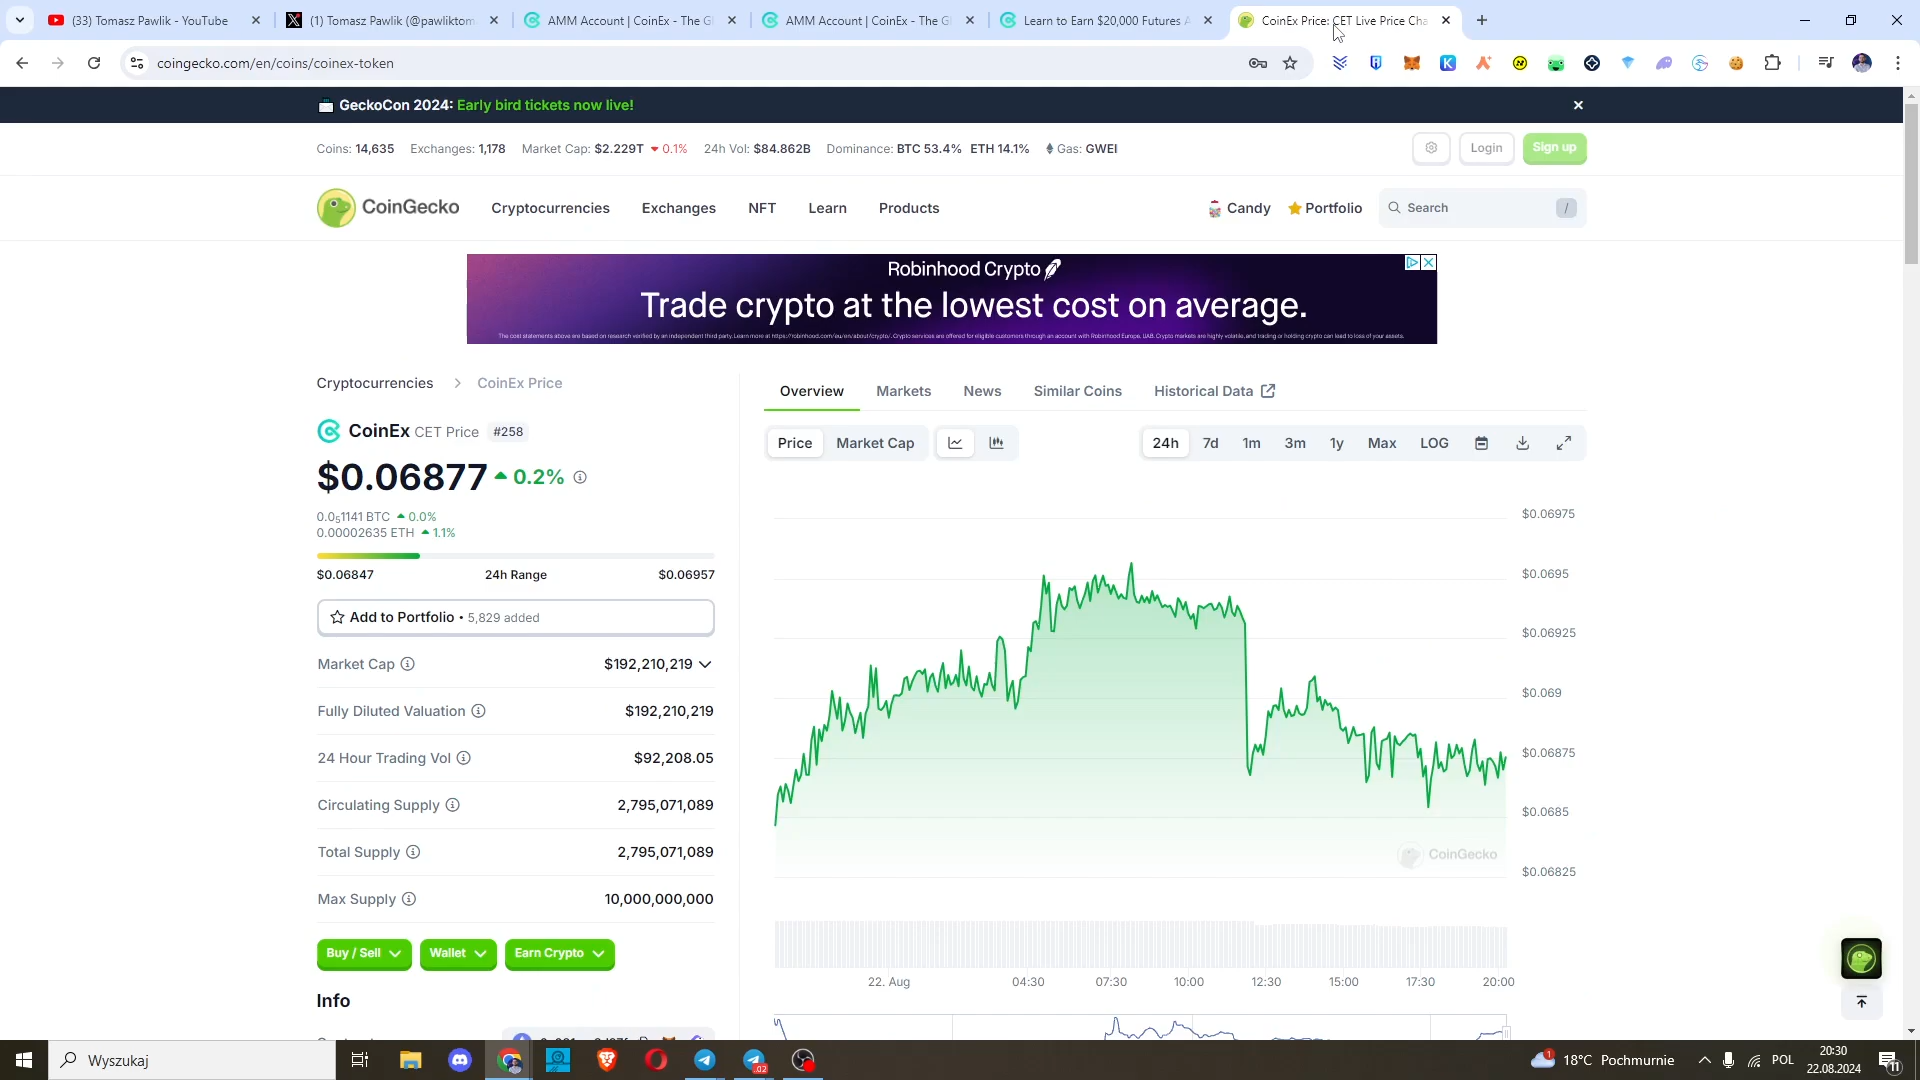 (33) Tomasz Pawlik - YouTube
(1) Tomasz Pawlik (@pawliktom
AMM Account | CoinEx - The Gl
AMM Account | CoinEx - The Gl
Learn to Earn $20,000 Futures A
CoinEx Price: CET Live Price Cha
coingecko.com/en/coins/coinex-token
GeckoCon 2024: Early bird tickets now live!
Coins: 14,635 Exchanges: 1,178 Market Cap: $2.229T 0.1% 24h Vol: $84.862B Dominance: BTC 53.4% ETH 14.1% Gas: GWEI
Login
Sign up
CoinGecko
Cryptocurrencies Exchanges NFT Learn Products
Candy Portfolio
Search /
Robinhood Crypto
Trade crypto at the lowest cost on average.
Cryptocurrencies > CoinEx Price
CoinEx CET Price #258
$0.06877 0.2%
0.0₅1141 BTC 0.0%
0.00002635 ETH 1.1%
$0.06847 24h Range $0.06957
Add to Portfolio • 5,829 added
Market Cap $192,210,219
Fully Diluted Valuation $192,210,219
24 Hour Trading Vol $92,208.05
Circulating Supply 2,795,071,089
Total Supply 2,795,071,089
Max Supply 10,000,000,000
Buy / Sell
Wallet
Earn Crypto
Info
Overview Markets News Similar Coins Historical Data
Price Market Cap
24h 7d 1m 3m 1y Max LOG
$0.06975
$0.0695
$0.06925
$0.069
$0.06875
$0.0685
$0.06825
CoinGecko
22. Aug 04:30 07:30 10:00 12:30 15:00 17:30 20:00
Wyszukaj
.02
1
18°C Pochmurnie
POL
20:30
22.08.2024
11